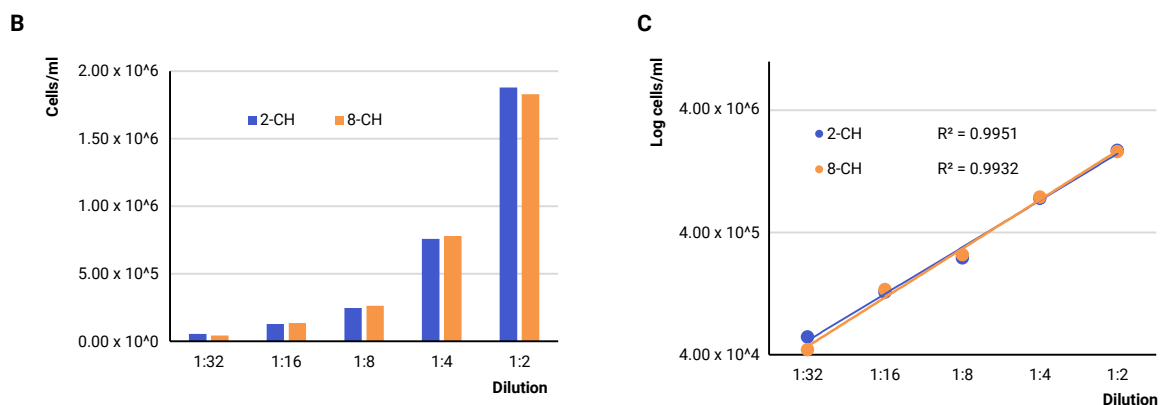 B
Cells/ml
2.00 x 10^6
1.50 x 10^6
1.00 x 10^6
5.00 x 10^5
0.00 x 10^0
2-CH 8-CH
1:32 1:16 1:8 1:4 1:2
Dilution
C
Log cells/ml
4.00 x 10^6
4.00 x 10^5
4.00 x 10^4
2-CH R² = 0.9951
8-CH R² = 0.9932
1:32 1:16 1:8 1:4 1:2
Dilution